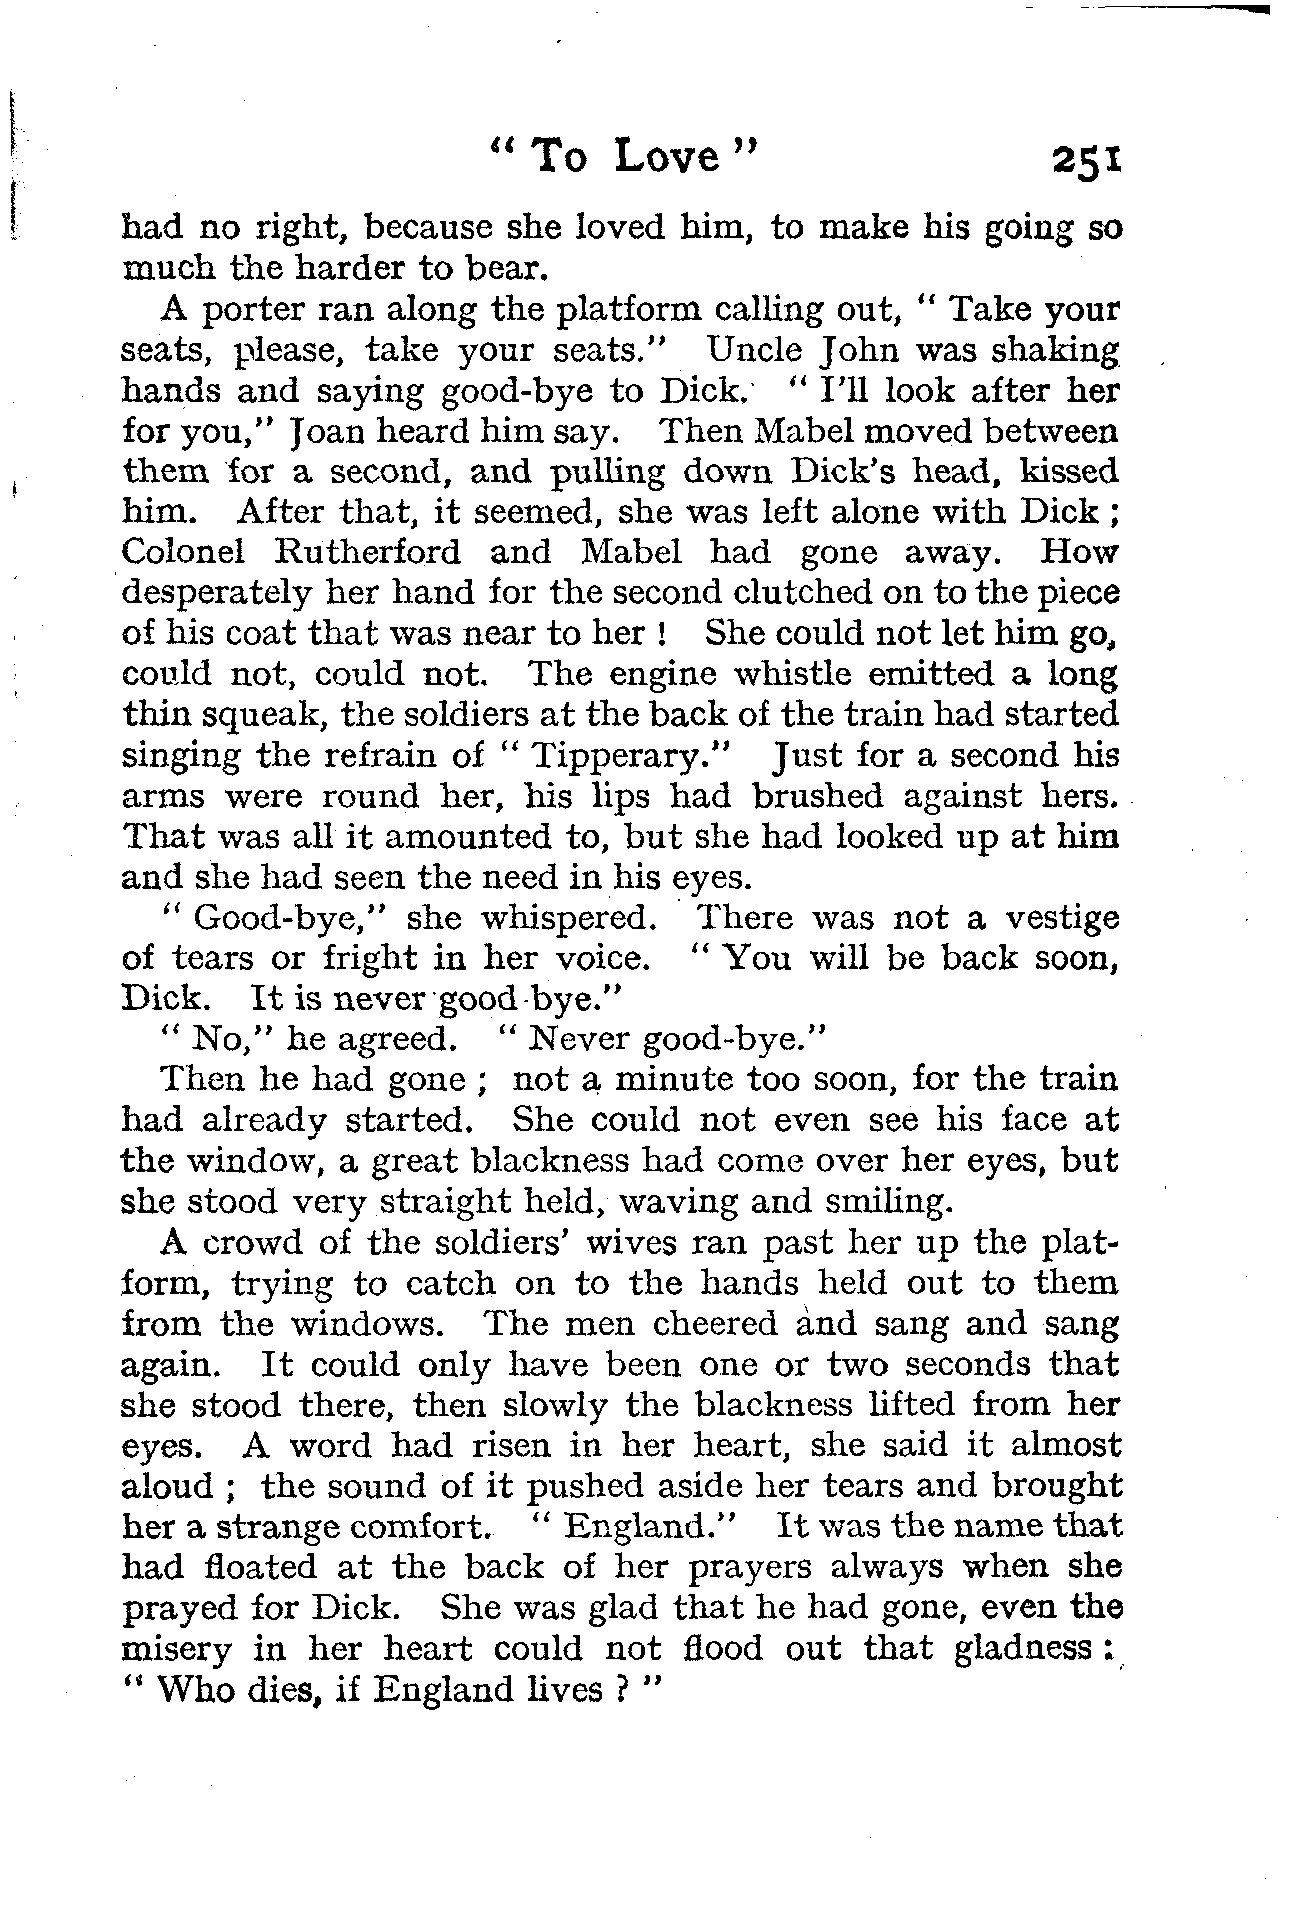 “ To Love ” 251
had no right, because she loved him, to make his going so
much the harder to bear.
A porter ran along the platform calling out, “ Take your
seats, please, take your seats.” Uncle John was shaking
hands and saying good-bye to Dick. “ I’ll look after her
for you,” Joan heard him say. Then Mabel moved between
them for a second, and pulling down Dick’s head, kissed
him. After that, it seemed, she was left alone with Dick ;
Colonel Rutherford and Mabel had gone away. How
desperately her hand for the second clutched on to the piece
of his coat that was near to her ! She could not let him go,
could not, could not. The engine whistle emitted a long
thin squeak, the soldiers at the back of the train had started
singing the refrain of “ Tipperary.” Just for a second his
arms were round her, his lips had brushed against hers.
That was all it amounted to, but she had looked up at him
and she had seen the need in his eyes.
“ Good-bye,” she whispered. There was not a vestige
of tears or fright in her voice. “ You will be back soon,
Dick. It is never good-bye.”
“ No,” he agreed. “ Never good-bye.”
Then he had gone ; not a minute too soon, for the train
had already started. She could not even see his face at
the window, a great blackness had come over her eyes, but
she stood very straight held, waving and smiling.
A crowd of the soldiers’ wives ran past her up the plat-
form, trying to catch on to the hands held out to them
from the windows. The men cheered and sang and sang
again. It could only have been one or two seconds that
she stood there, then slowly the blackness lifted from her
eyes. A word had risen in her heart, she said it almost
aloud ; the sound of it pushed aside her tears and brought
her a strange comfort. “ England.” It was the name that
had floated at the back of her prayers always when she
prayed for Dick. She was glad that he had gone, even the
misery in her heart could not flood out that gladness :
“ Who dies, if England lives ? ”